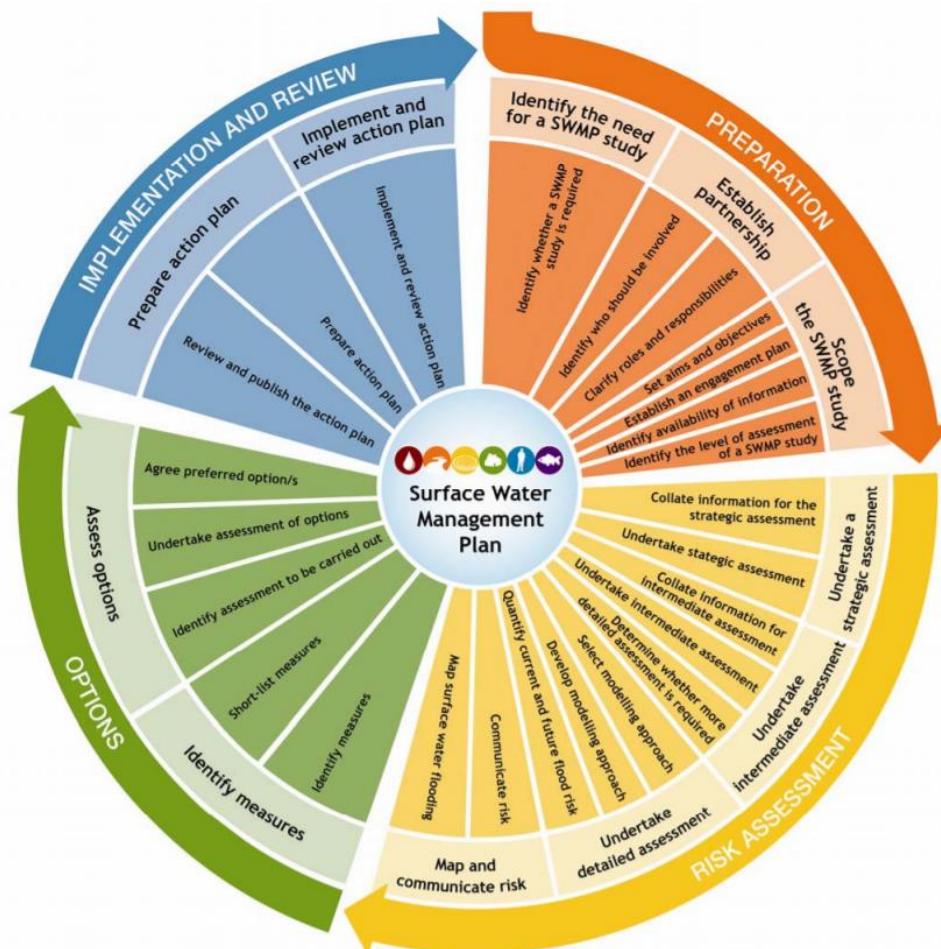 IMPLEMENTATION AND REVIEW
PREPARATION
RISK ASSESSMENT
OPTIONS
Identify the need
for a SWMP study
Establish
partnership
Scope
the SWMP study
Identify whether a SWMP
study is required
Identify who should be involved
Clarify roles and responsibilities
Set aims and objectives
Establish an engagement plan
Identify availability of information
Identify the level of assessment
of a SWMP study
Undertake a
strategic assessment
Undertake
intermediate assessment
Undertake
detailed assessment
Map and
communicate risk
Collate information for the
strategic assessment
Undertake stategic assessment
Collate information for
intermediate assessment
Undertake intermediate assessment
Determine whether more
detailed assessment is required
Select modelling approach
Develop modelling approach
Quantify current and future flood risk
Communicate risk
Map surface water flooding
Identify measures
Assess options
Identify measures
Short-list measures
Identify assessment to be carried out
Undertake assessment of options
Agree preferred option/s
Prepare action plan
Implement and
review action plan
Review and publish the action plan
Prepare action plan
Implement and review action plan
Surface Water
Management
Plan